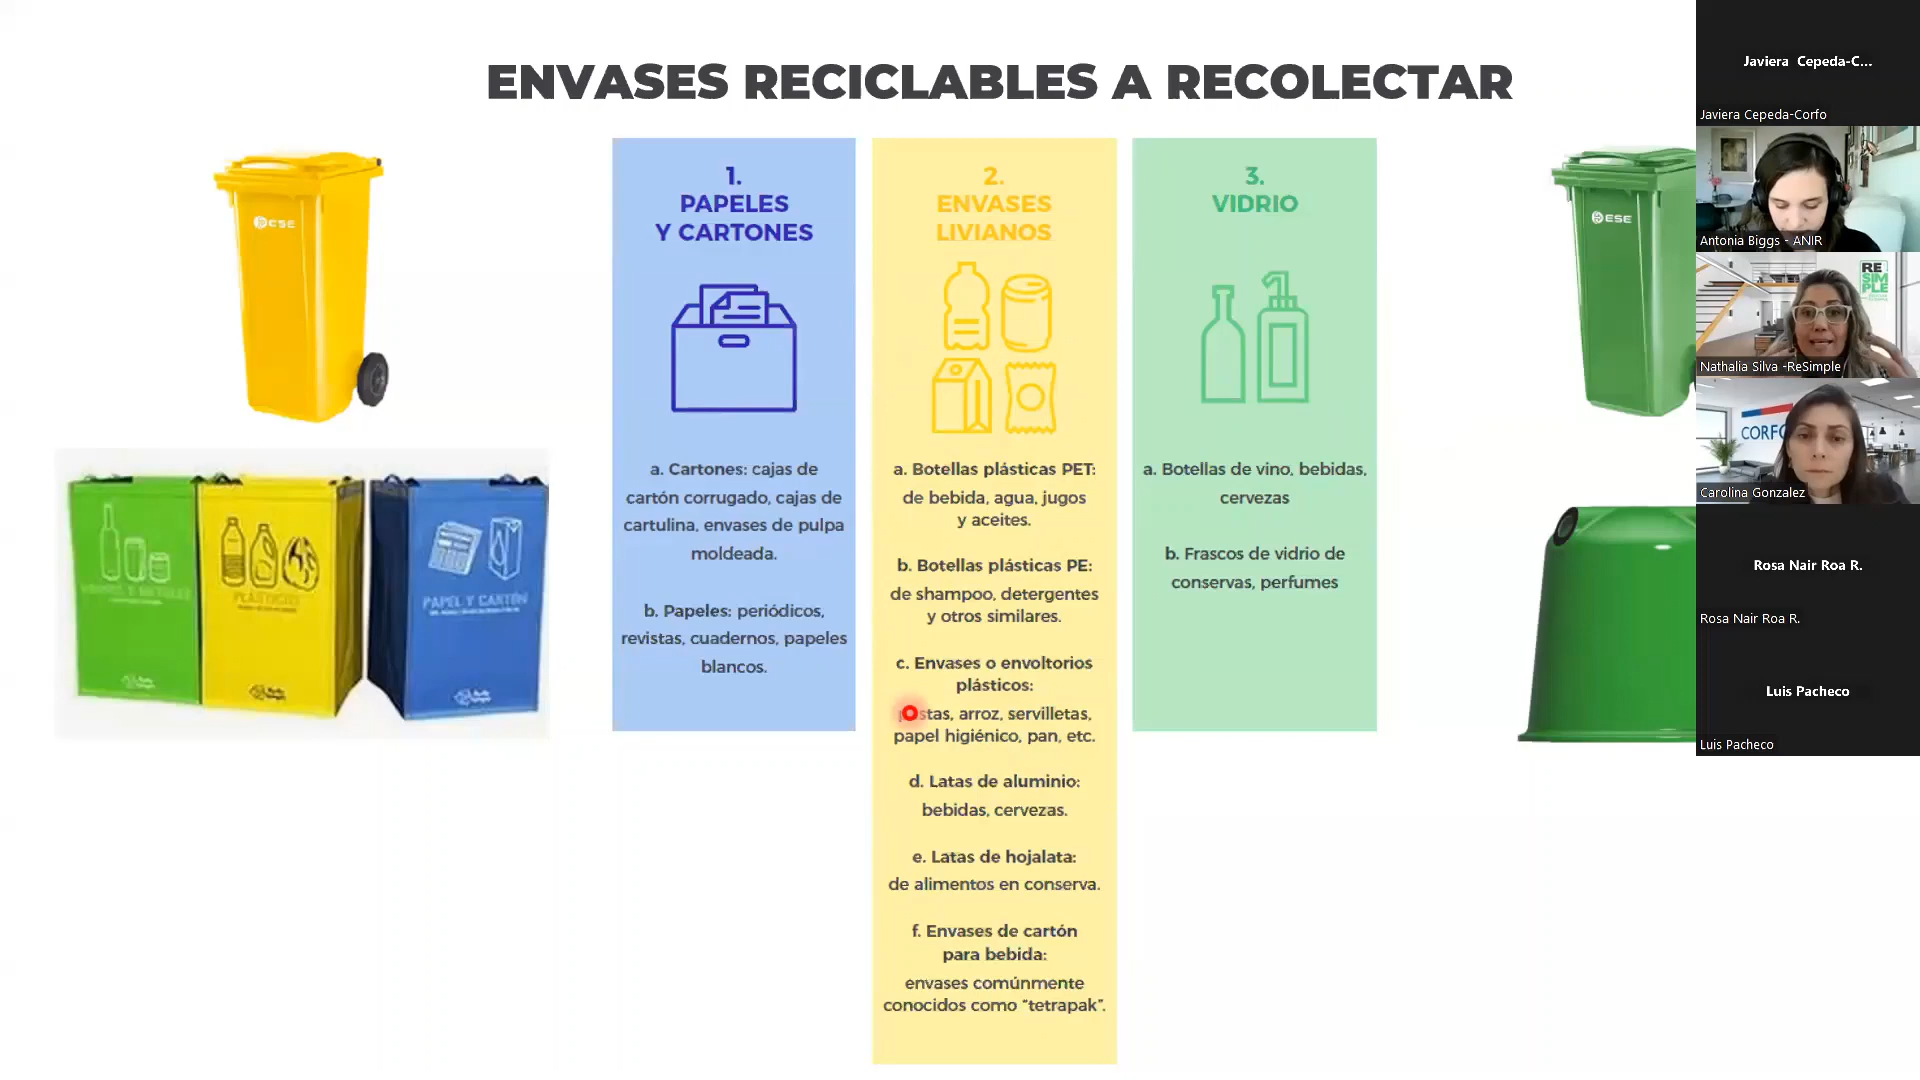 ENVASES RECICLABLES A RECOLECTAR
ESE
1.
PAPELES
Y CARTONES
a. Cartones: cajas de
cartón corrugado, cajas de
cartulina, envases de pulpa
moldeada.
b. Papeles: periódicos,
revistas, cuadernos, papeles
blancos.
2.
ENVASES
LIVIANOS
a. Botellas plásticas PET:
de bebida, agua, jugos
y aceites.
b. Botellas plásticas PE:
de shampoo, detergentes
y otros similares.
c. Envases o envoltorios
plásticos:
pastas, arroz, servilletas,
papel higiénico, pan, etc.
d. Latas de aluminio:
bebidas, cervezas.
e. Latas de hojalata:
de alimentos en conserva.
f. Envases de cartón
para bebida:
envases comúnmente
conocidos como “tetrapak”.
3.
VIDRIO
a. Botellas de vino, bebidas,
cervezas
b. Frascos de vidrio de
conservas, perfumes
ESE
PLÁSTICOS
PAPEL Y CARTÓN
Javiera Cepeda-C...
Javiera Cepeda-Corfo
Antonia Biggs - ANIR
RE
SIM
PLE
Nathalia Silva -ReSimple
CORFO
Carolina Gonzalez
Rosa Nair Roa R.
Rosa Nair Roa R.
Luis Pacheco
Luis Pacheco